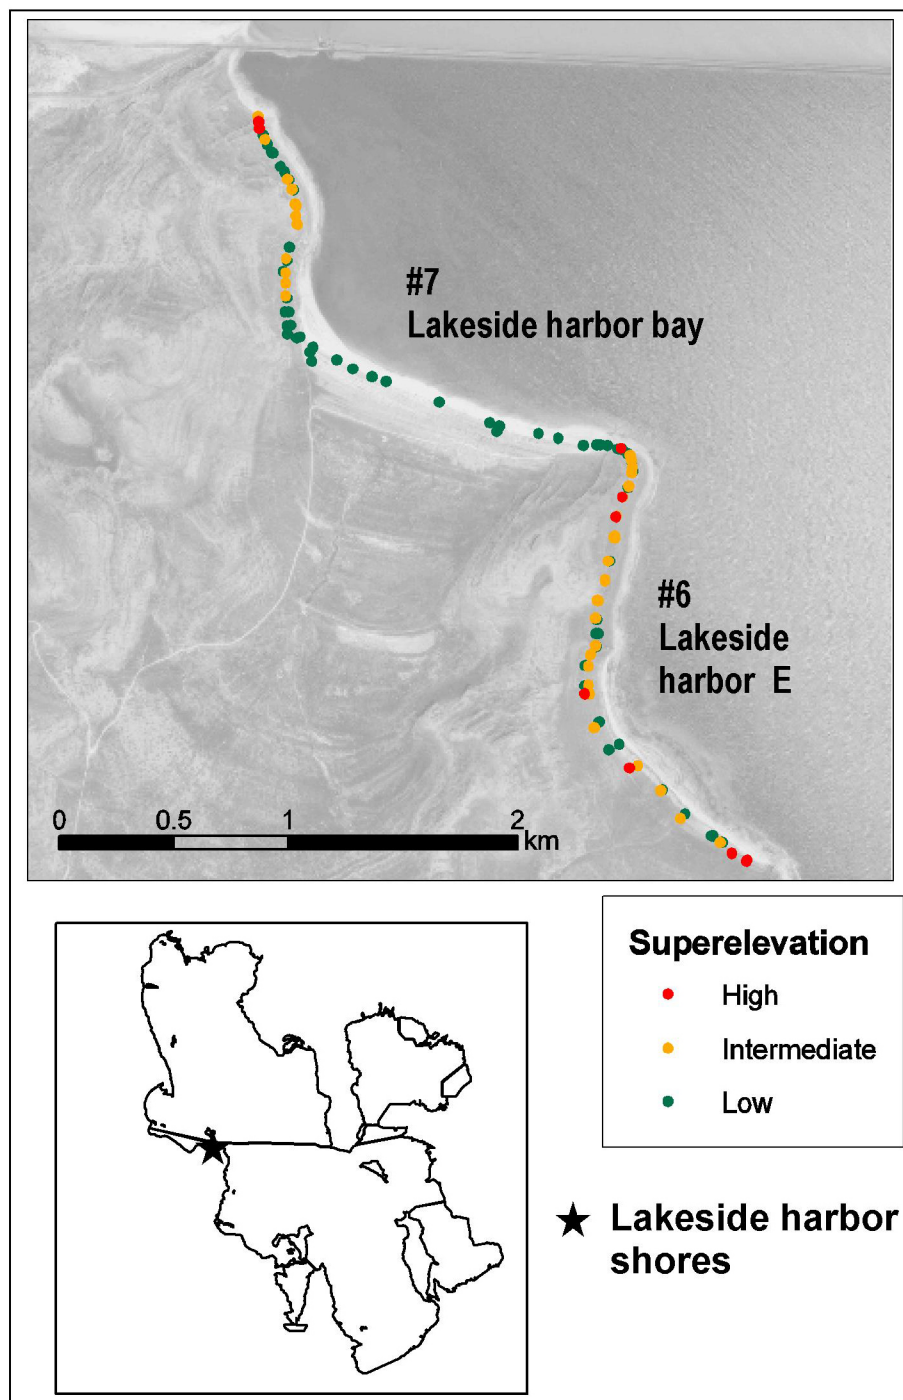 #7
Lakeside harbor bay
#6
Lakeside
harbor E
0 0.5 1 2
km
Superelevation
High
Intermediate
Low
Lakeside harbor
shores